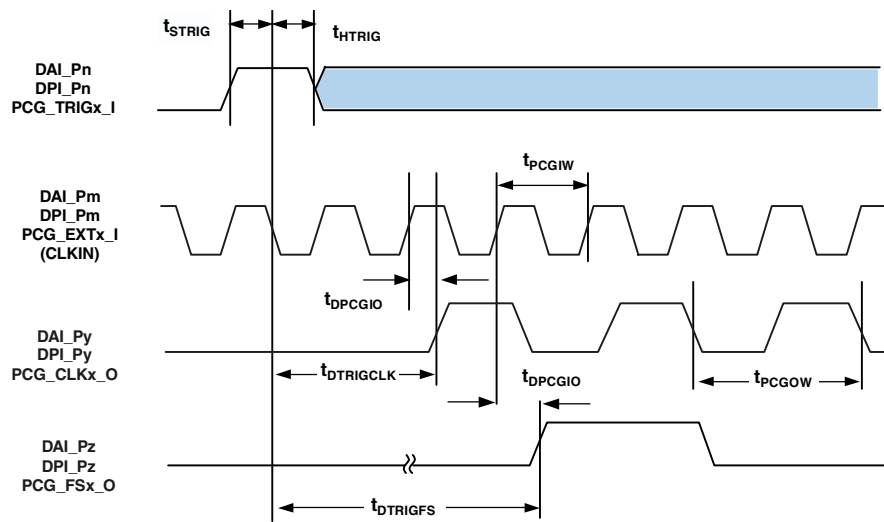 tSTRIG
tHTRIG
DAI_Pn
DPI_Pn
PCG_TRIGx_I
tPCGIW
DAI_Pm
DPI_Pm
PCG_EXTx_I
(CLKIN)
tDPCGIO
DAI_Py
DPI_Py
PCG_CLKx_O
tDTRIGCLK
tDPCGIO
tPCGOW
DAI_Pz
DPI_Pz
PCG_FSx_O
tDTRIGFS